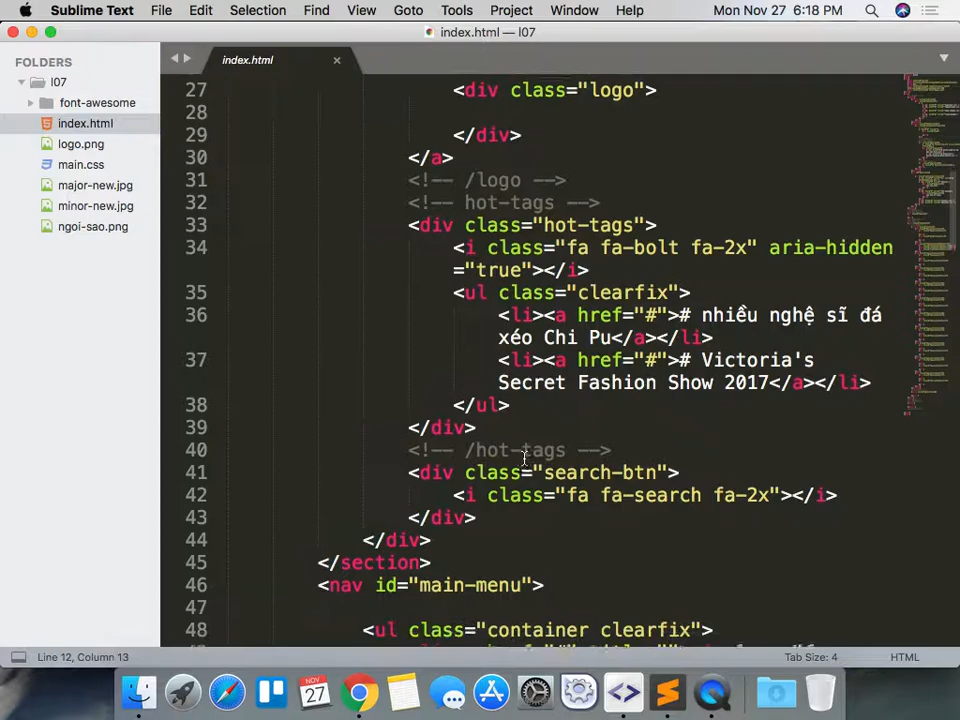 Sublime Text File Edit Selection Find View Goto Tools Project Window Help Mon Nov 27 6:18 PM
index.html — l07
FOLDERS
l07
font-awesome
index.html
logo.png
main.css
major-new.jpg
minor-new.jpg
ngoi-sao.png
index.html
27 <div class="logo">
28
29 </div>
30 </a>
31 <!-- /logo -->
32 <!-- hot-tags -->
33 <div class="hot-tags">
34 <i class="fa fa-bolt fa-2x" aria-hidden
="true"></i>
35 <ul class="clearfix">
36 <li><a href="#"># nhiều nghệ sĩ đá
xéo Chi Pu</a></li>
37 <li><a href="#"># Victoria's
Secret Fashion Show 2017</a></li>
38 </ul>
39 </div>
40 <!-- /hot-tags -->
41 <div class="search-btn">
42 <i class="fa fa-search fa-2x"></i>
43 </div>
44 </div>
45 </section>
46 <nav id="main-menu">
47
48 <ul class="container clearfix">
Line 12, Column 13 Tab Size: 4 HTML
NOV
27